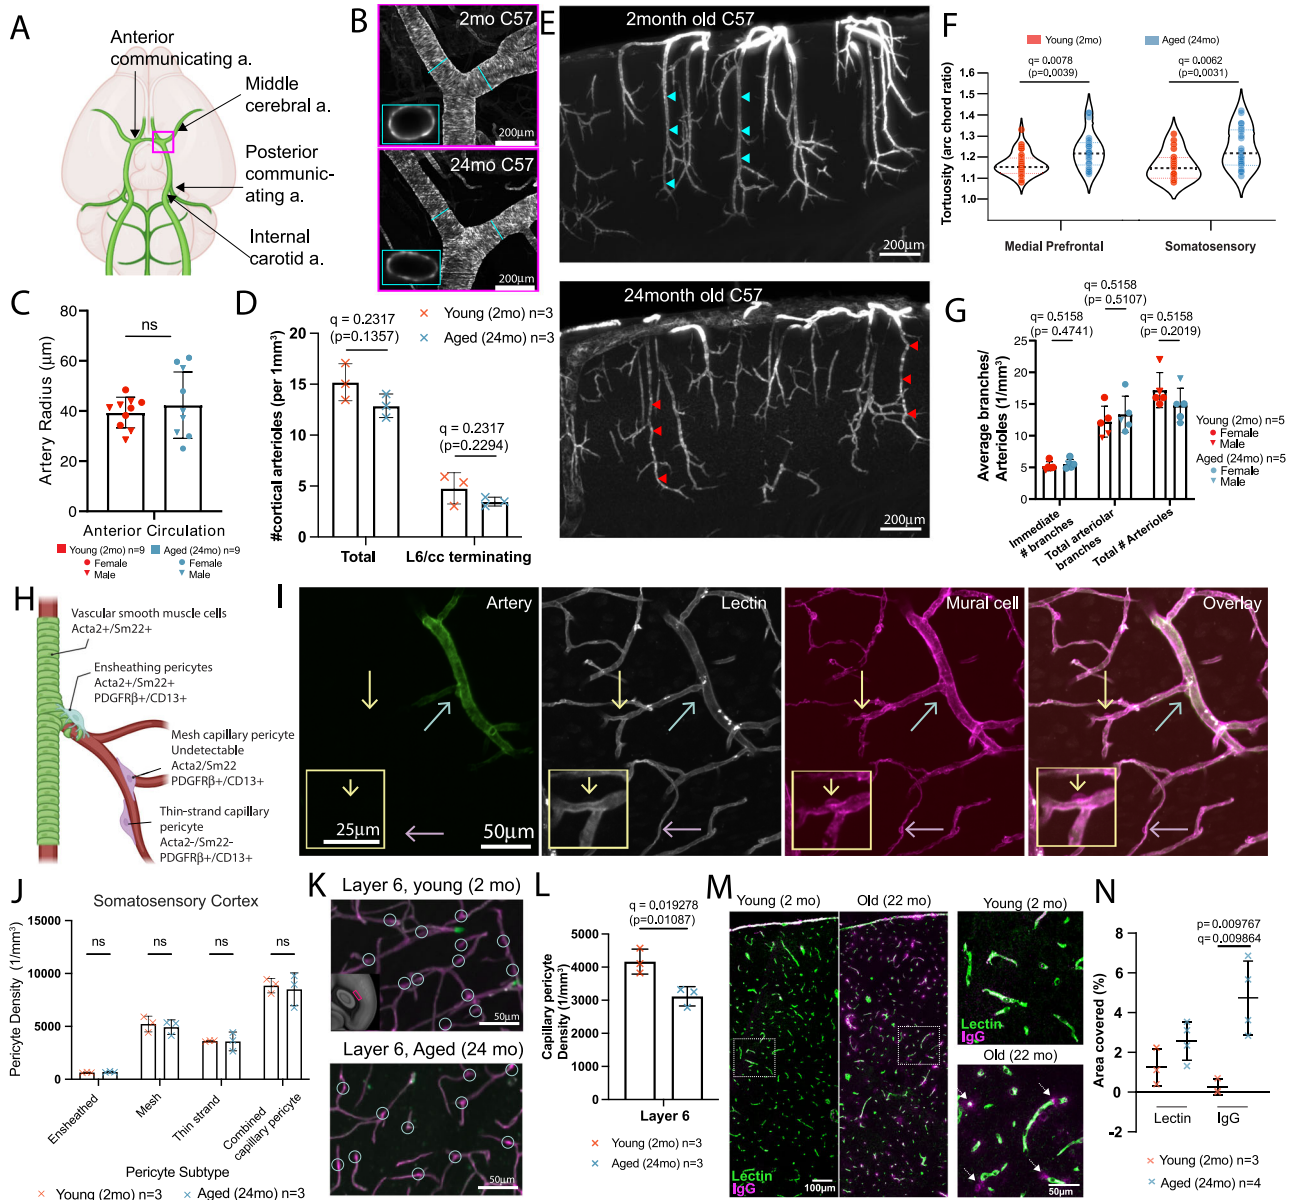 A
Anterior
communicating a.
Middle
cerebral a.
Posterior
communic-
ating a.
Internal
carotid a.
B
2mo C57
200µm
24mo C57
200µm
C
ns
Artery Radius (µm)
80
60
40
20
0
Anterior Circulation
Young (2mo) n=9
Female
Male
Aged (24mo) n=9
Female
Male
D
Young (2mo) n=3
Aged (24mo) n=3
q = 0.2317
(p=0.1357)
q = 0.2317
(p=0.2294)
#cortical arterioles (per 1mm³)
20
15
10
5
0
Total
L6/cc terminating
E
2month old C57
200µm
24month old C57
200µm
F
Young (2mo)
Aged (24mo)
q= 0.0078
(p=0.0039)
q= 0.0062
(p=0.0031)
Tortuosity (arc chord ratio)
1.6
1.5
1.4
1.3
1.2
1.1
1.0
Medial Prefrontal
Somatosensory
G
q = 0.5158
(p = 0.5107)
q =0.5158
(p= 0.4741)
q =0.5158
(p= 0.2019)
Average branches/
Arterioles (1/mm³)
25
20
15
10
5
0
Immediate
# branches
Total arteriolar
branches
Total # Arterioles
Young (2mo) n=5
Female
Male
Aged (24mo) n=5
Female
Male
H
Vascular smooth muscle cells
Acta2+/Sm22+
Ensheathing pericytes
Acta2+/Sm22+
PDGFRβ+/CD13+
Mesh capillary pericyte
Undetectable
Acta2/Sm22
PDGFRβ+/CD13+
Thin-strand capillary
pericyte
Acta2-/Sm22-
PDGFRβ+/CD13+
I
Artery
Lectin
Mural cell
Overlay
25µm
50µm
J
Somatosensory Cortex
ns
ns
ns
ns
Pericyte Density (1/mm³)
15000
10000
5000
0
Ensheathed
Mesh
Thin strand
Combined
capillary pericyte
Pericyte Subtype
Young (2mo) n=3
Aged (24mo) n=3
K
Layer 6, young (2 mo)
50µm
Layer 6, Aged (24 mo)
50µm
L
q = 0.019278
(p=0.01087)
Capillary pericyte
Density (1/mm³)
5000
4000
3000
2000
1000
0
Layer 6
Young (2mo) n=3
Aged (24mo) n=3
M
Young (2 mo)
Old (22 mo)
Lectin
IgG
100µm
Young (2 mo)
Lectin
IgG
Old (22 mo)
Lectin
IgG
50µm
N
p=0.009767
q=0.009864
Area covered (%)
8
6
4
2
0
-2
Lectin
IgG
Young (2mo) n=3
Aged (24mo) n=4